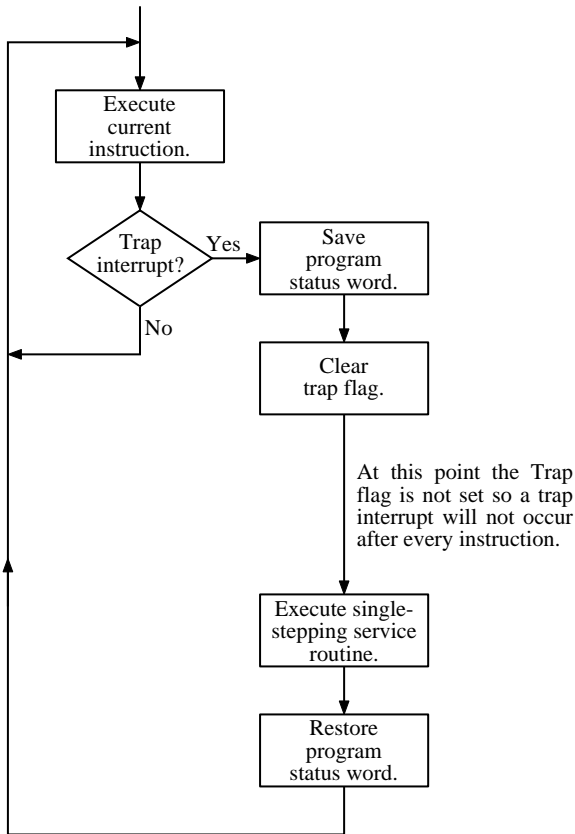 Execute
current
instruction.
Trap
interrupt?
Yes
Save
program
status word.
No
Clear
trap flag.
At this point the Trap
flag is not set so a trap
interrupt will not occur
after every instruction.
Execute single-
stepping service
routine.
Restore
program
status word.